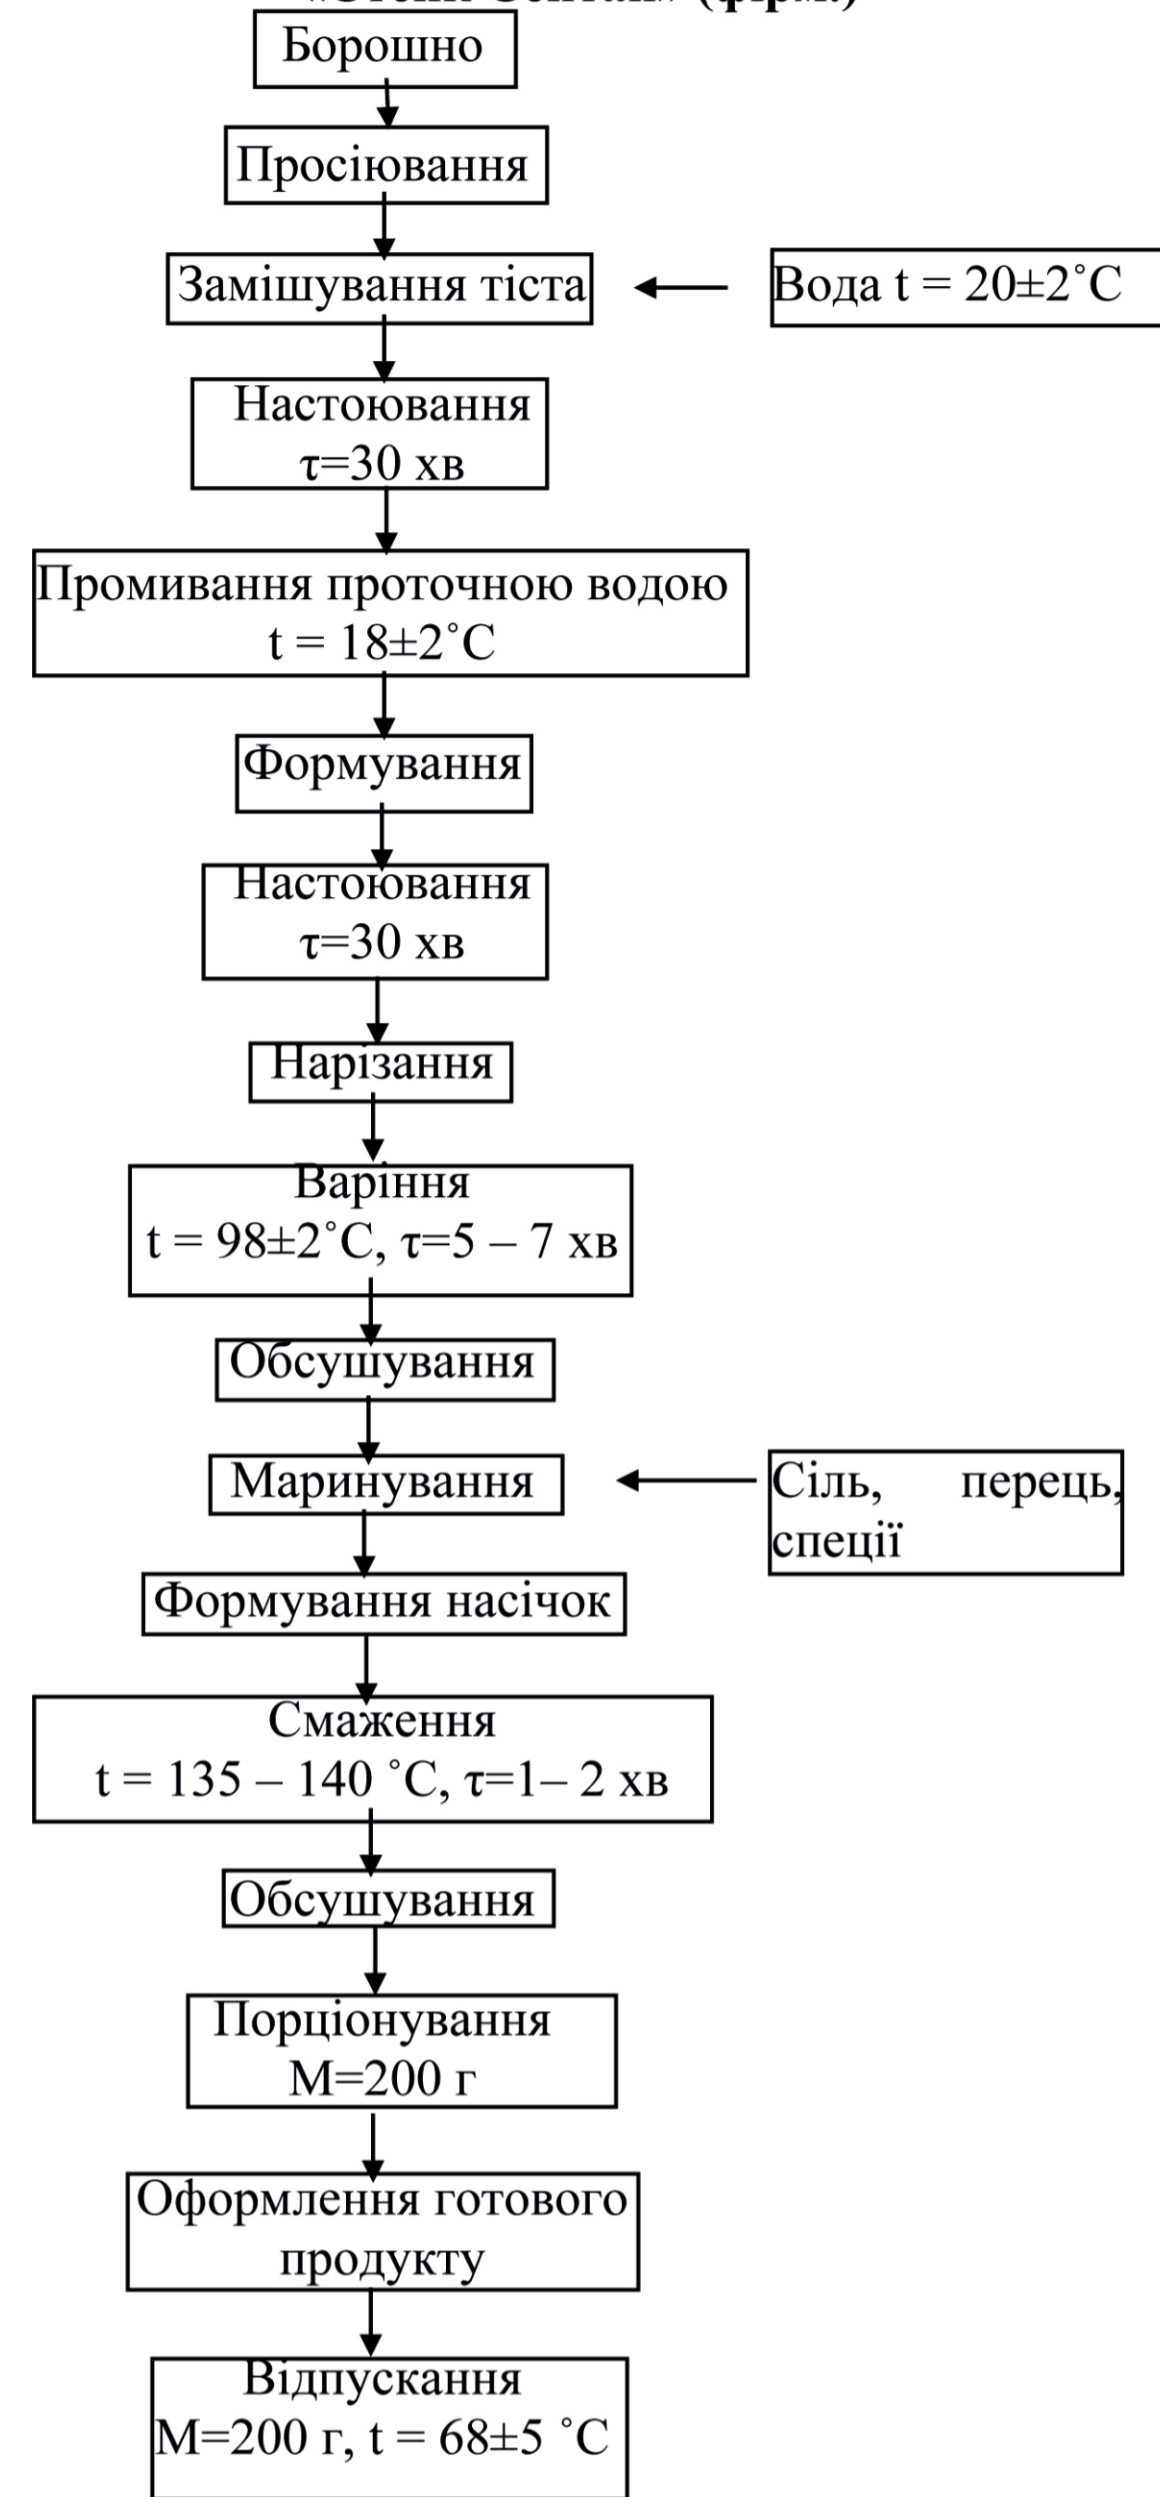 Борошно
Просіювання
Замішування тіста
Вода t = 20±2˚С
Настоювання
τ=30 хв
Промивання проточною водою
t = 18±2˚С
Формування
Настоювання
τ=30 хв
Нарізання
Варіння
t = 98±2˚С, τ=5 – 7 хв
Обсушування
Маринування
Сіль, перець,
спеції
Формування насічок
Смаження
t = 135 – 140 ˚С, τ=1– 2 хв
Обсушування
Порціонування
М=200 г
Оформлення готового
продукту
Відпускання
М=200 г, t = 68±5 ˚С